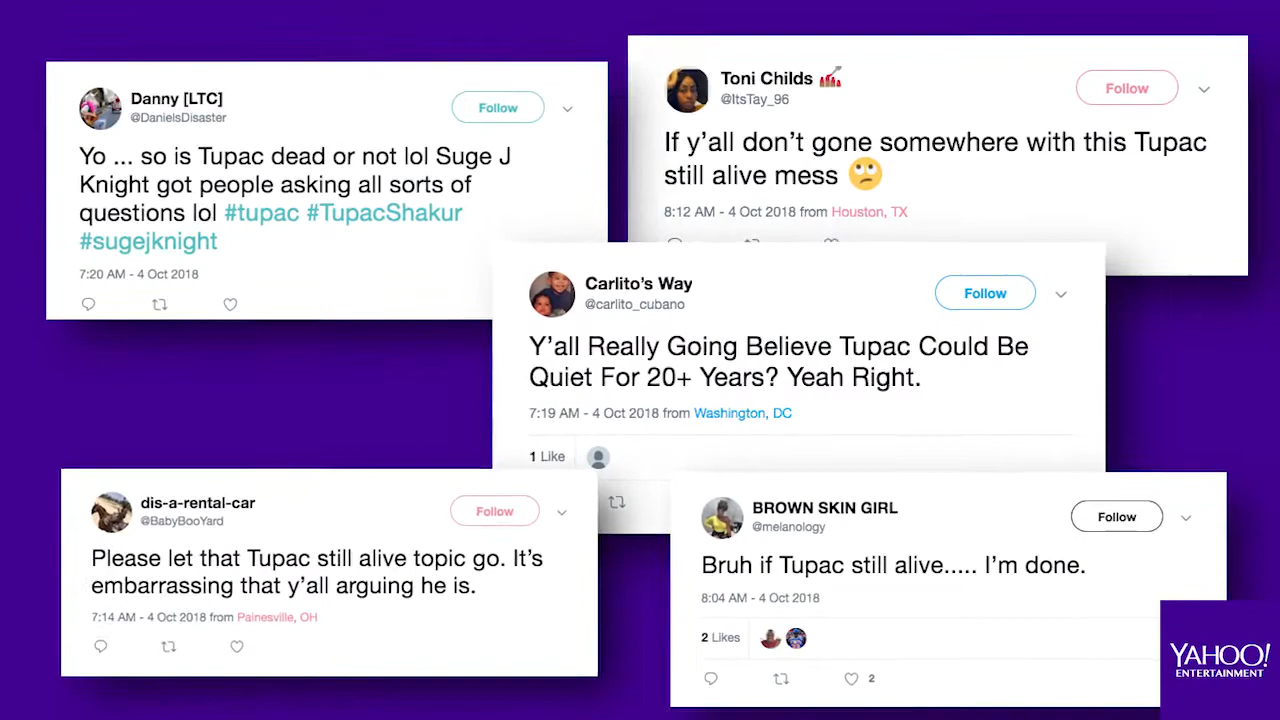 Danny [LTC]
@DanielsDisaster
Follow
Yo ... so is Tupac dead or not lol Suge J
Knight got people asking all sorts of
questions lol #tupac #TupacShakur
#sugejknight
7:20 AM - 4 Oct 2018
Toni Childs 💅
@ItsTay_96
Follow
If y’all don’t gone somewhere with this Tupac
still alive mess 🙄
8:12 AM - 4 Oct 2018 from Houston, TX
Carlito’s Way
@carlito_cubano
Follow
Y’all Really Going Believe Tupac Could Be
Quiet For 20+ Years? Yeah Right.
7:19 AM - 4 Oct 2018 from Washington, DC
1 Like
dis-a-rental-car
@BabyBooYard
Follow
Please let that Tupac still alive topic go. It’s
embarrassing that y’all arguing he is.
7:14 AM - 4 Oct 2018 from Painesville, OH
BROWN SKIN GIRL
@melanology
Follow
Bruh if Tupac still alive..... I’m done.
8:04 AM - 4 Oct 2018
2 Likes
2
YAHOO!
ENTERTAINMENT